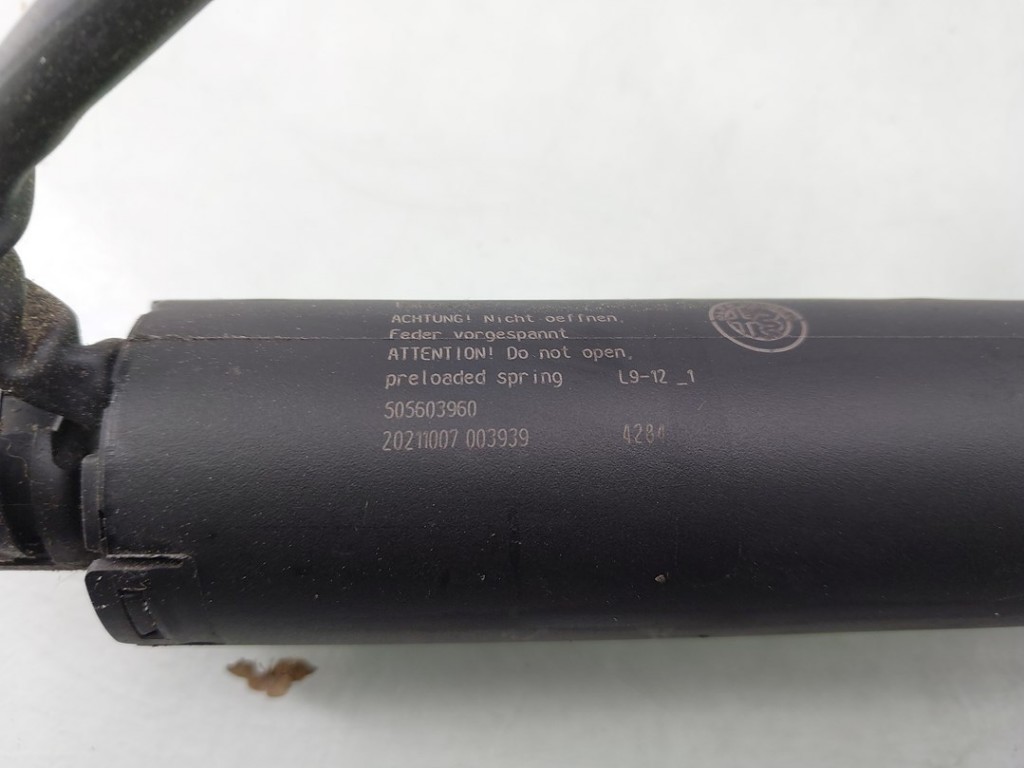 ACHTUNG! Nicht oeffnen.
Feder vorgespannt
ATTENTION! Do not open,
preloaded spring L9-12 _1
505603960
20211007 003939 4284